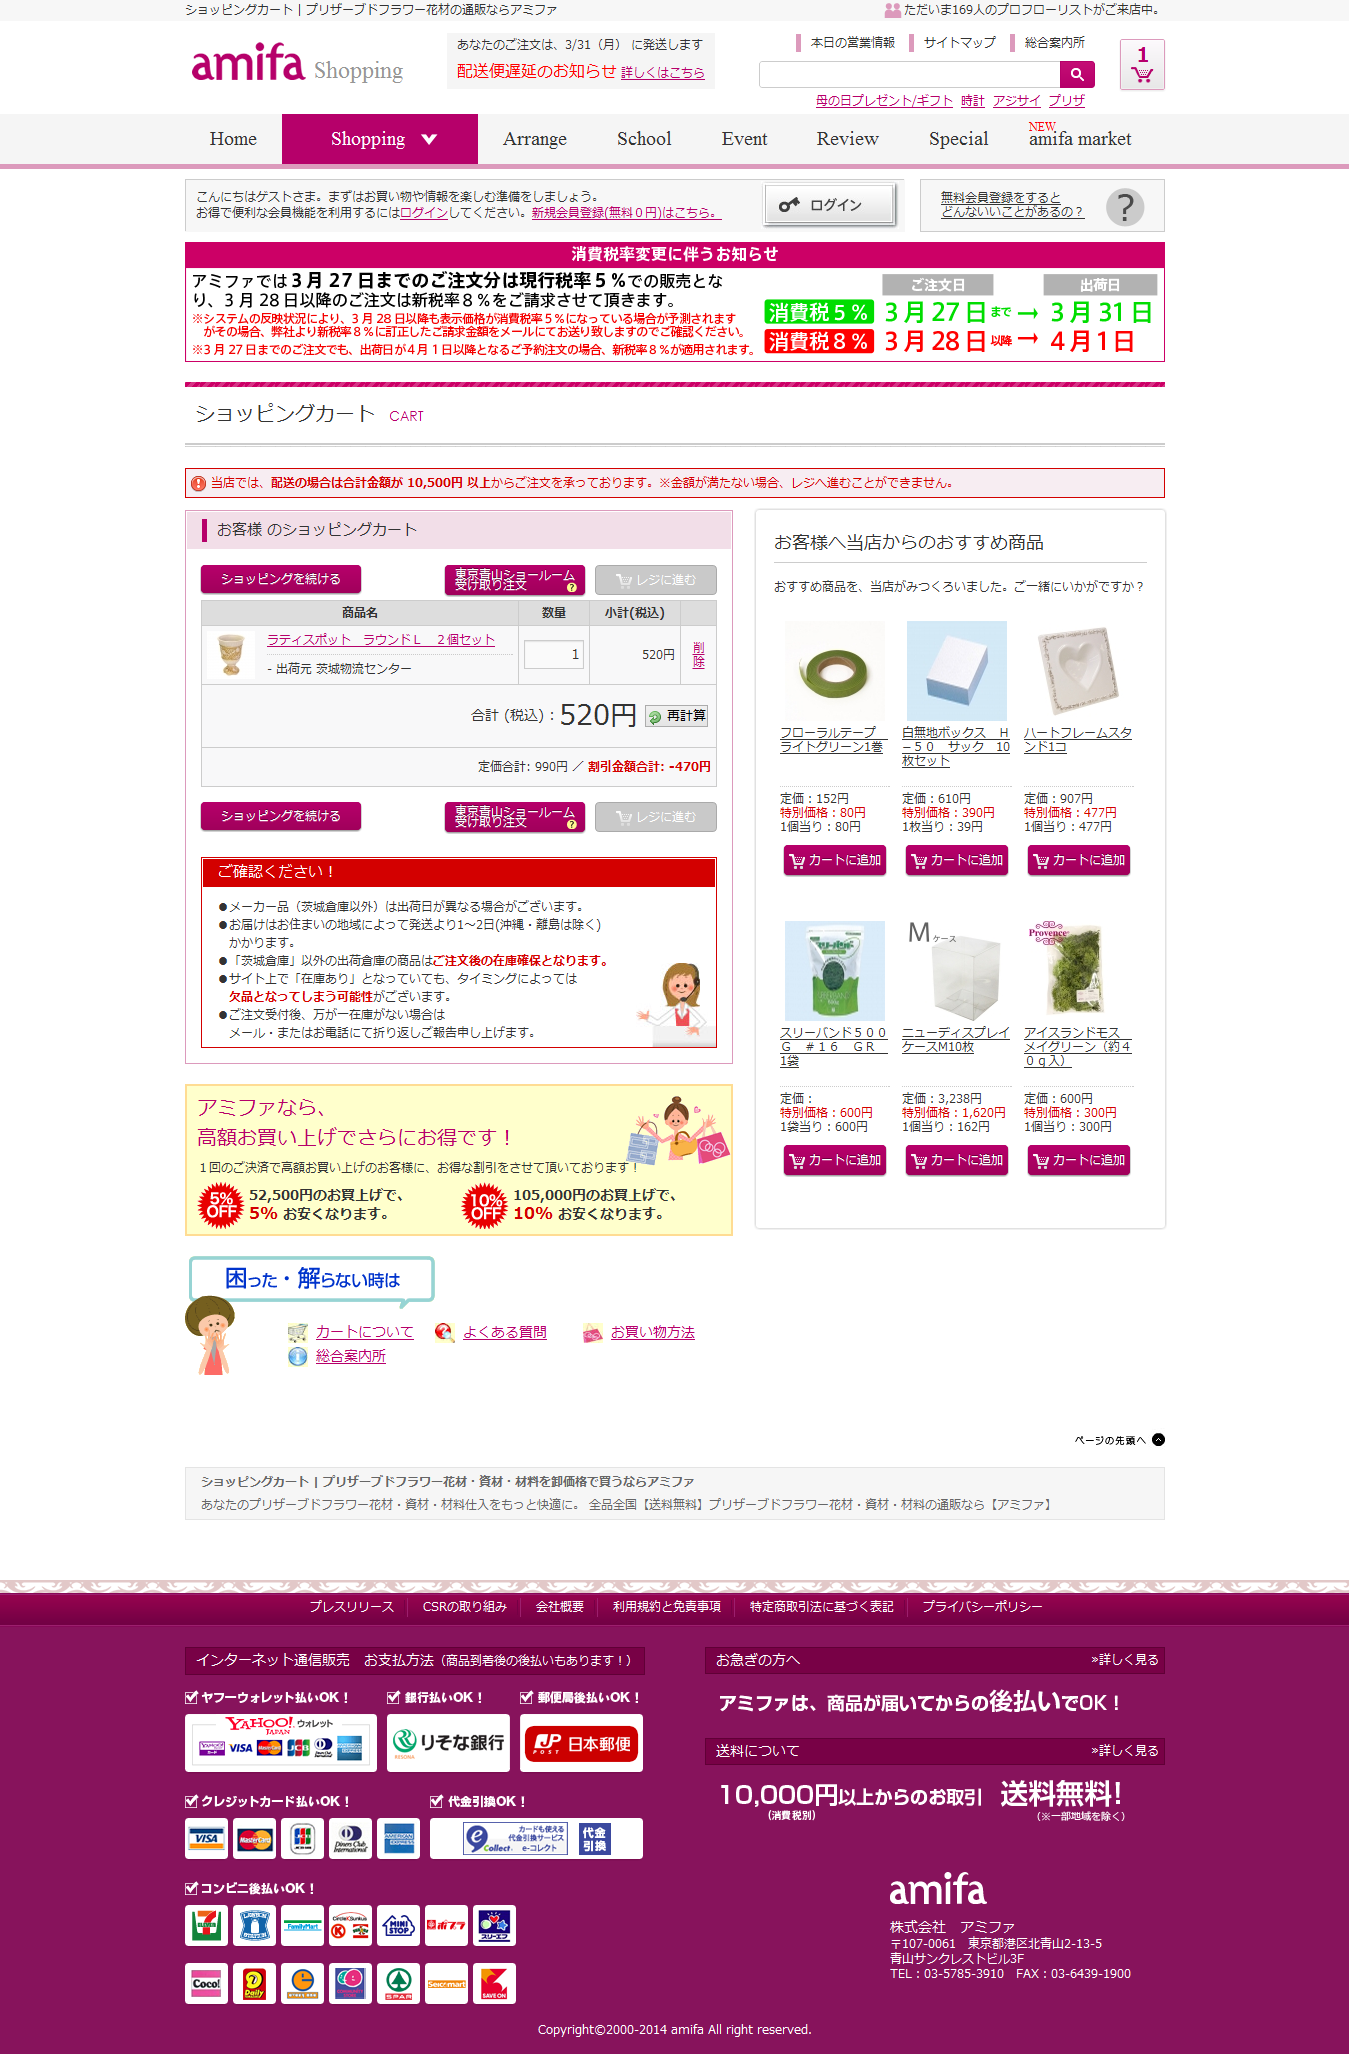 ショッピングカート | プリザーブドフラワー花材の通販ならアミファ
ただいま169人のプロフローリストがご来店中。
amifa Shopping
あなたのご注文は、3/31（月） に発送します
配送便遅延のお知らせ 詳しくはこちら
本日の営業情報
サイトマップ
総合案内所
1
母の日プレゼント/ギフト 時計 アジサイ プリザ
Home
Shopping
Arrange
School
Event
Review
Special
NEW
amifa market
こんにちはゲストさま。まずはお買い物や情報を楽しむ準備をしましょう。
お得で便利な会員機能を利用するにはログインしてください。新規会員登録(無料０円)はこちら。
ログイン
無料会員登録をすると
どんないいことがあるの？
?
消費税率変更に伴うお知らせ
アミファでは３月 27 日までのご注文分は現行税率５%での販売とな
り、３月 28 日以降のご注文は新税率８％をご請求させて頂きます。
※システムの反映状況により、３月 28 日以降も表示価格が消費税率５％になっている場合が予測されます
がその場合、弊社より新税率８％に訂正したご請求金額をメールにてお送り致しますのでご確認ください。
※３月 27 日までのご注文でも、出荷日が４月１日以降となるご予約注文の場合、新税率８％が適用されます。
ご注文日
出荷日
消費税５％ ３月 27 日まで → ３月 31日
消費税８％ ３月 28 日以降 → ４月１日
ショッピングカート CART
当店では、配送の場合は合計金額が 10,500円 以上からご注文を承っております。※金額が満たない場合、レジへ進むことができません。
お客様 のショッピングカート
ショッピングを続ける
東京青山ショールーム
受け取り注文
?
レジに進む
商品名
数量
小計(税込)
ラティスポット　ラウンドＬ　２個セット
- 出荷元 茨城物流センター
1
520円
削除
合計 (税込) : 520円
再計算
定価合計: 990円 ／ 割引金額合計: -470円
ショッピングを続ける
東京青山ショールーム
受け取り注文
?
レジに進む
ご確認ください！
●メーカー品（茨城倉庫以外）は出荷日が異なる場合がございます。
●お届けはお住まいの地域によって発送より1～2日(沖縄・離島は除く)
かかります。
●「茨城倉庫」以外の出荷倉庫の商品はご注文後の在庫確保となります。
●サイト上で「在庫あり」となっていても、タイミングによっては
欠品となってしまう可能性がございます。
●ご注文受付後、万が一在庫がない場合は
メール・またはお電話にて折り返しご報告申し上げます。
お客様へ当店からのおすすめ商品
おすすめ商品を、当店がみつくろいました。ご一緒にいかがですか？
フローラルテープ　ライトグリーン1巻
定価：152円
特別価格：80円
1個当り：80円
カートに追加
白無地ボックス　Ｈ－５０　サック　10枚セット
定価：610円
特別価格：390円
1枚当り：39円
カートに追加
ハートフレームスタンド1コ
定価：907円
特別価格：477円
1個当り：477円
カートに追加
スリーバンド５００Ｇ　＃１６　ＧＲ　1袋
定価：
特別価格：600円
1袋当り：600円
カートに追加
Mケース
ニューディスプレイケースM10枚
定価：3,238円
特別価格：1,620円
1個当り：162円
カートに追加
Provence
アイスランドモス　メイグリーン（約４０ｇ入）
定価：600円
特別価格：300円
1個当り：300円
カートに追加
アミファなら、
高額お買い上げでさらにお得です！
１回のご決済で高額お買い上げのお客様に、お得な割引をさせて頂いております！
5% OFF
52,500円のお買上げで、
5% お安くなります。
10% OFF
105,000円のお買上げで、
10% お安くなります。
困った・解らない時は
カートについて
よくある質問
お買い物方法
総合案内所
ページの先頭へ
ショッピングカート | プリザーブドフラワー花材・資材・材料を卸価格で買うならアミファ
あなたのプリザーブドフラワー花材・資材・材料仕入をもっと快適に。 全品全国【送料無料】プリザーブドフラワー花材・資材・材料の通販なら【アミファ】
プレスリリース
CSRの取り組み
会社概要
利用規約と免責事項
特定商取引法に基づく表記
プライバシーポリシー
インターネット通信販売　お支払方法（商品到着後の後払いもあります！）
ヤフーウォレット払いOK！
銀行払いOK！
郵便局後払いOK！
YAHOO! JAPAN ウォレット
VISA MasterCard JCB
りそな銀行
RESONA
JP POST 日本郵便
クレジットカード払いOK！
代金引換OK！
VISA MasterCard JCB Diners Club International AMERICAN EXPRESS
e Collect
カードも使える
代金引換サービス
e-コレクト
代金引換
コンビニ後払いOK！
ELEVEN
LAWSON STATION
FamilyMart
CircleK Sunkus
MINI STOP
ポプラ
スリーエフ
Coco!
Daily
SPAR
Seicomart
SAVE ON
お急ぎの方へ
»詳しく見る
アミファは、商品が届いてからの後払いでOK！
送料について
»詳しく見る
10,000円以上からのお取引　送料無料!
(消費税別)
（※一部地域を除く）
amifa
株式会社　アミファ
〒107-0061　東京都港区北青山2-13-5
青山サンクレストビル3F
TEL：03-5785-3910　FAX：03-6439-1900
Copyright©2000-2014 amifa All right reserved.